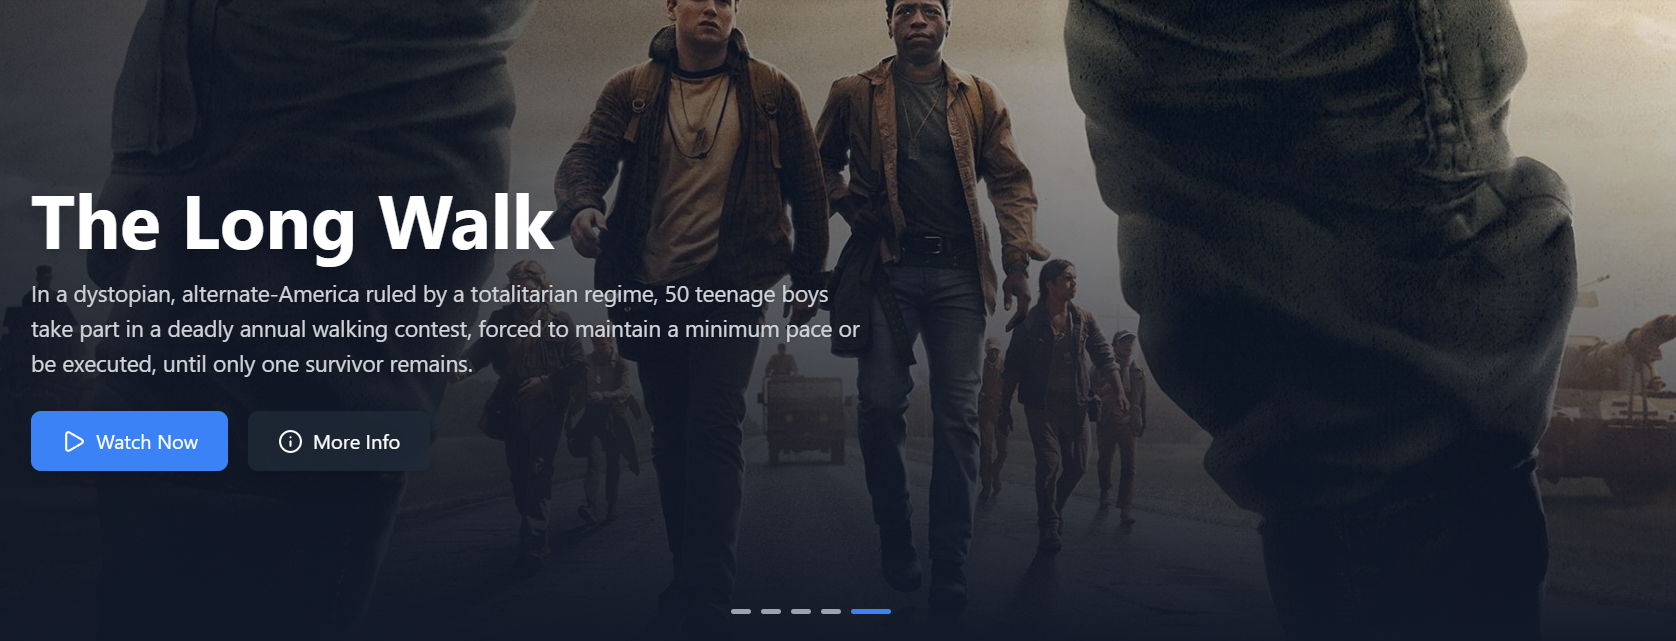 The Long Walk
In a dystopian, alternate-America ruled by a totalitarian regime, 50 teenage boys
take part in a deadly annual walking contest, forced to maintain a minimum pace or
be executed, until only one survivor remains.
Watch Now
More Info